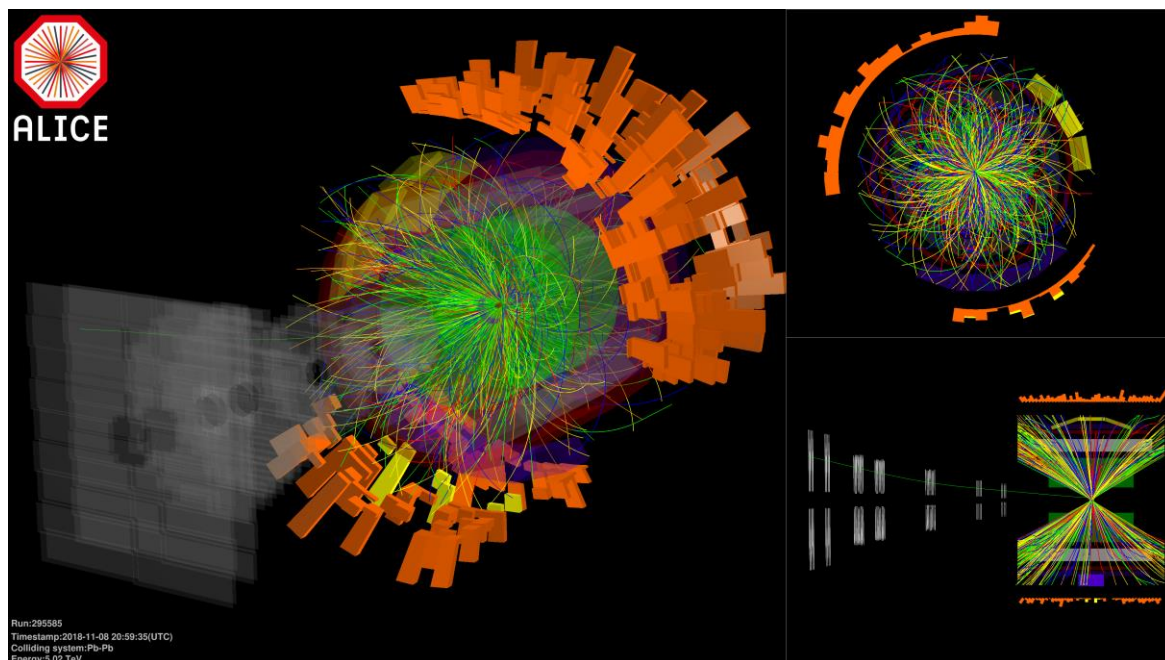 ALICE
Run:295585
Timestamp:2018-11-08 20:59:35(UTC)
Colliding system:Pb-Pb
Energy:5.02 TeV